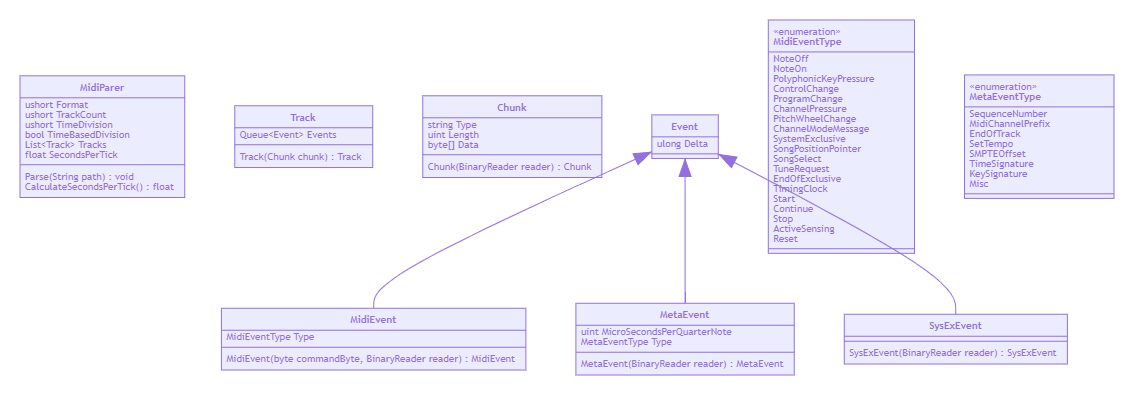 MidiParer
ushort Format
ushort TrackCount
ushort TimeDivision
bool TimeBasedDivision
List<Track> Tracks
float SecondsPerTick
Parse(String path) : void
CalculateSecondsPerTick() : float
Track
Queue<Event> Events
Track(Chunk chunk) : Track
Chunk
string Type
uint Length
byte[] Data
Chunk(BinaryReader reader) : Chunk
Event
ulong Delta
«enumeration»
MidiEventType
NoteOff
NoteOn
PolyphonicKeyPressure
ControlChange
ProgramChange
ChannelPressure
PitchWheelChange
ChannelModeMessage
SystemExclusive
SongPositionPointer
SongSelect
TuneRequest
EndOfExclusive
TimingClock
Start
Continue
Stop
ActiveSensing
Reset
«enumeration»
MetaEventType
SequenceNumber
MidiChannelPrefix
EndOfTrack
SetTempo
SMPTEOffset
TimeSignature
KeySignature
Misc
MidiEvent
MidiEventType Type
MidiEvent(byte commandByte, BinaryReader reader) : MidiEvent
MetaEvent
uint MicroSecondsPerQuarterNote
MetaEventType Type
MetaEvent(BinaryReader reader) : MetaEvent
SysExEvent
SysExEvent(BinaryReader reader) : SysExEvent